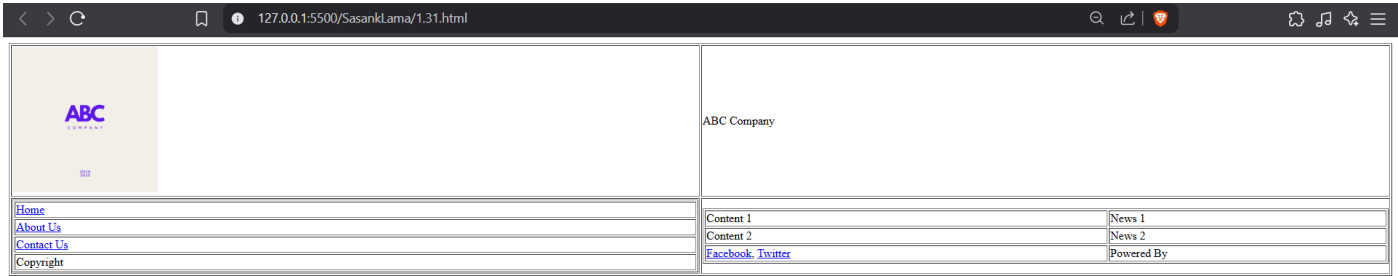 127.0.0.1:5500/SasankLama/1.31.html
ABC
COMPANY
ABC Company
Home
About Us
Contact Us
Copyright
Content 1
News 1
Content 2
News 2
Facebook, Twitter
Powered By